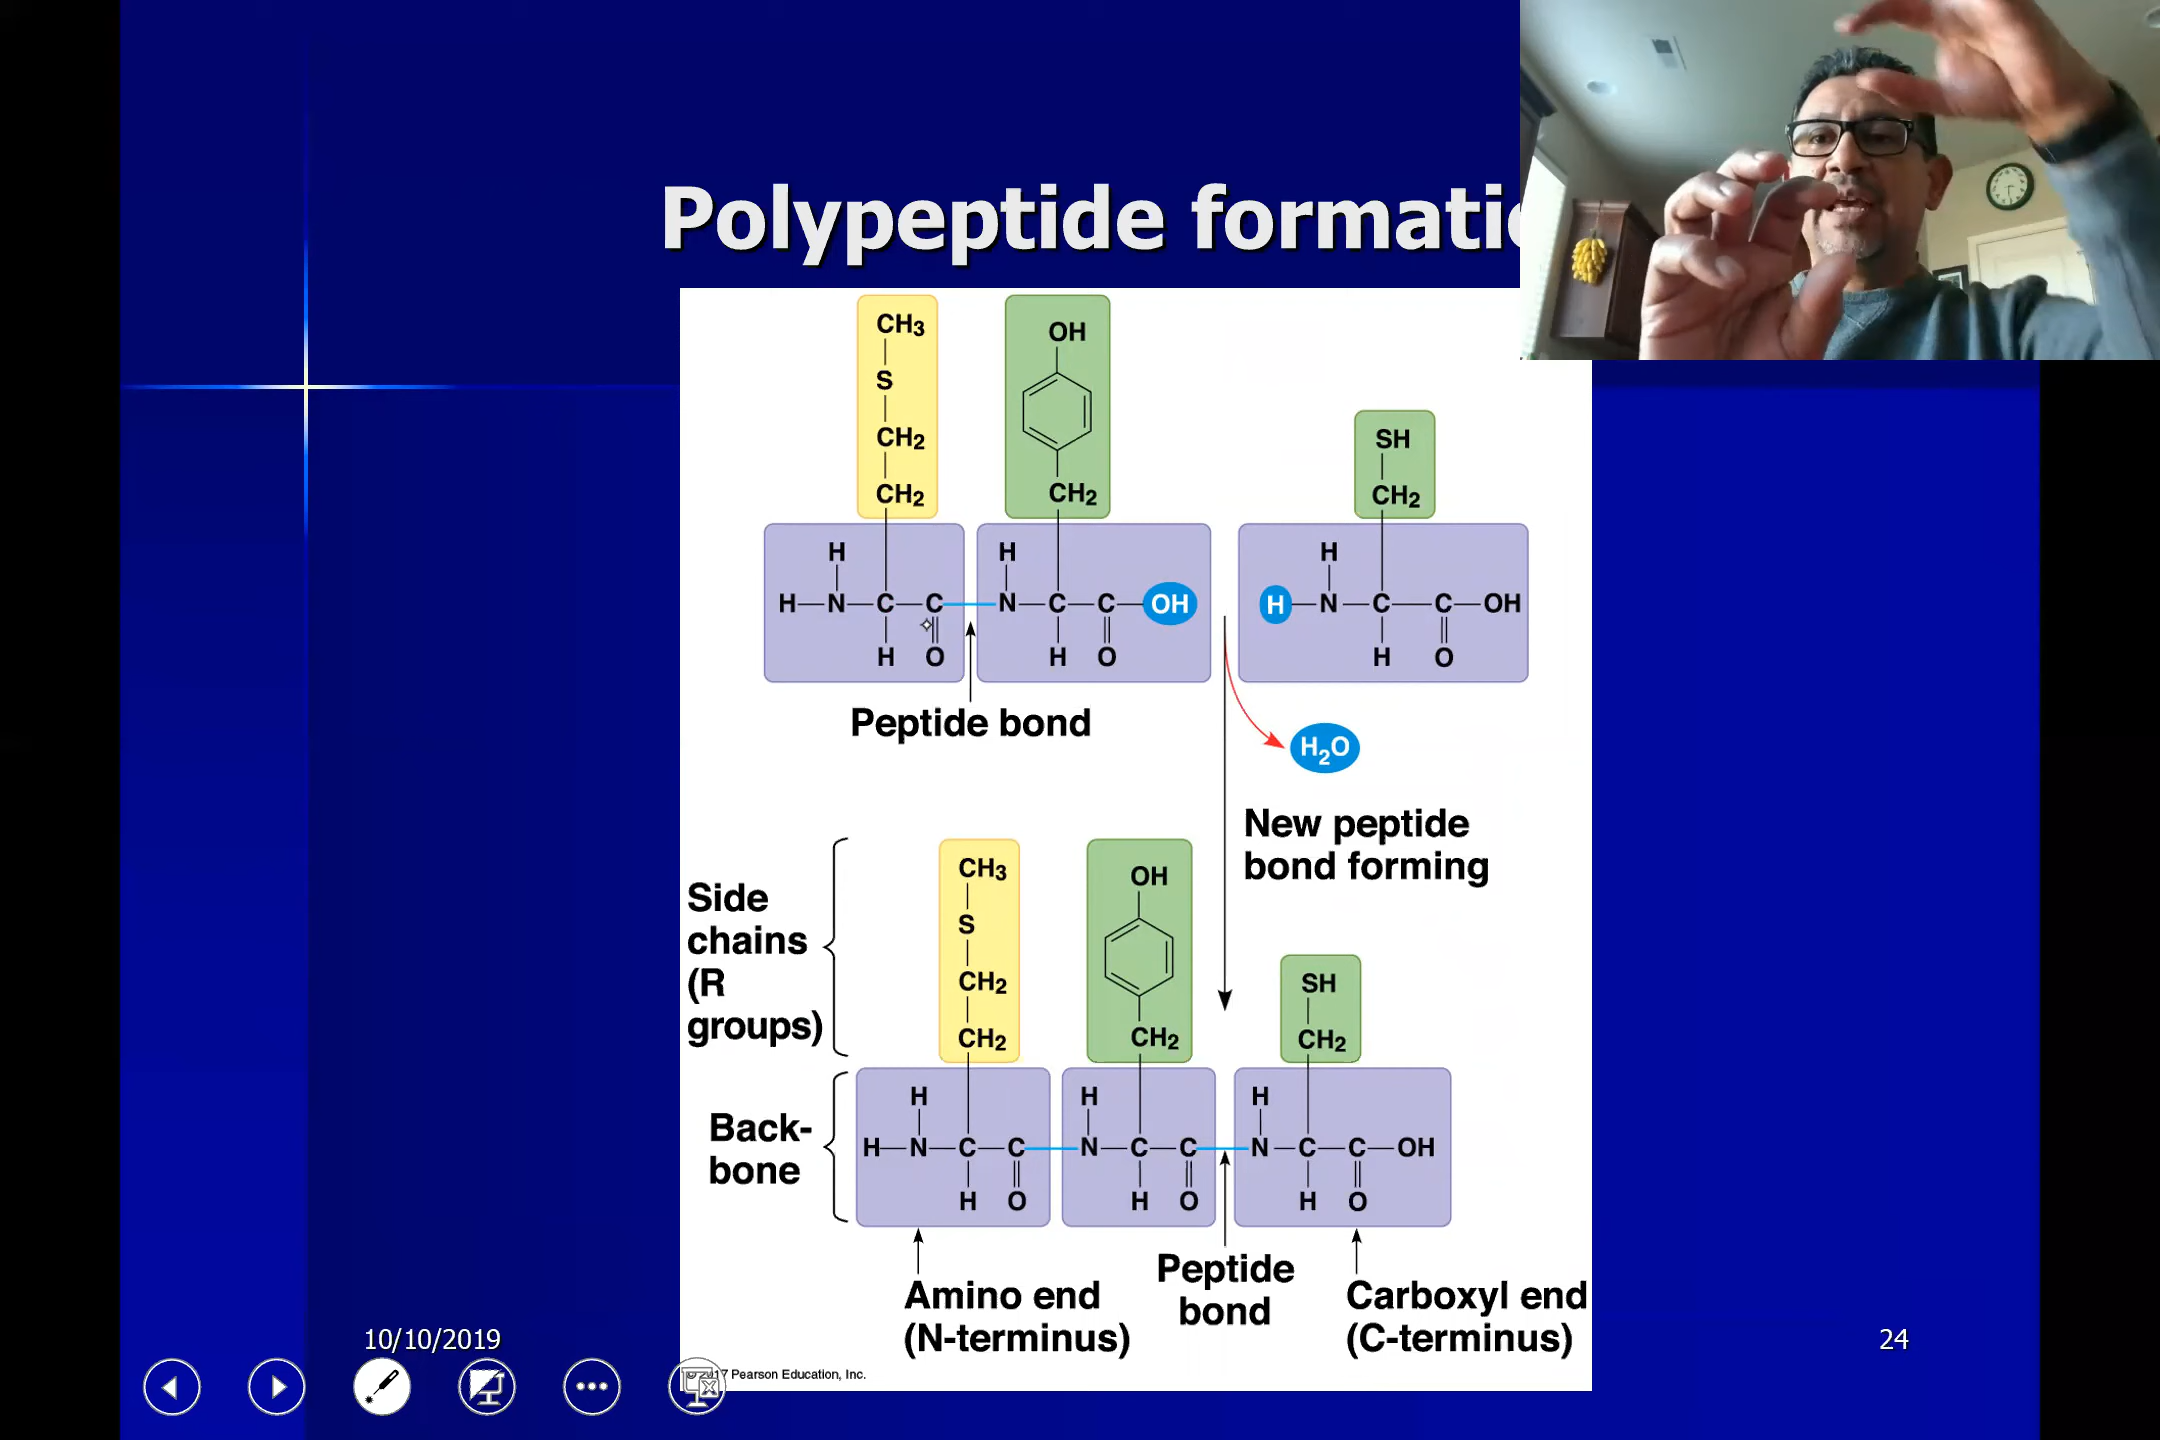 Polypeptide formatio
CH3
S
CH2
CH2
OH
CH2
SH
CH2
H
H—N—C—C
H O
H
N—C—C—OH
H O
H
H—N—C—C—OH
H O
Peptide bond
H2O
New peptide
bond forming
Side
chains
(R
groups)
CH3
S
CH2
CH2
OH
CH2
SH
CH2
Back-
bone
H
H—N—C—C
H O
H
N—C—C
H O
H
N—C—C—OH
H O
Amino end
(N-terminus)
Peptide
bond
Carboxyl end
(C-terminus)
10/10/2019
24
7 Pearson Education, Inc.